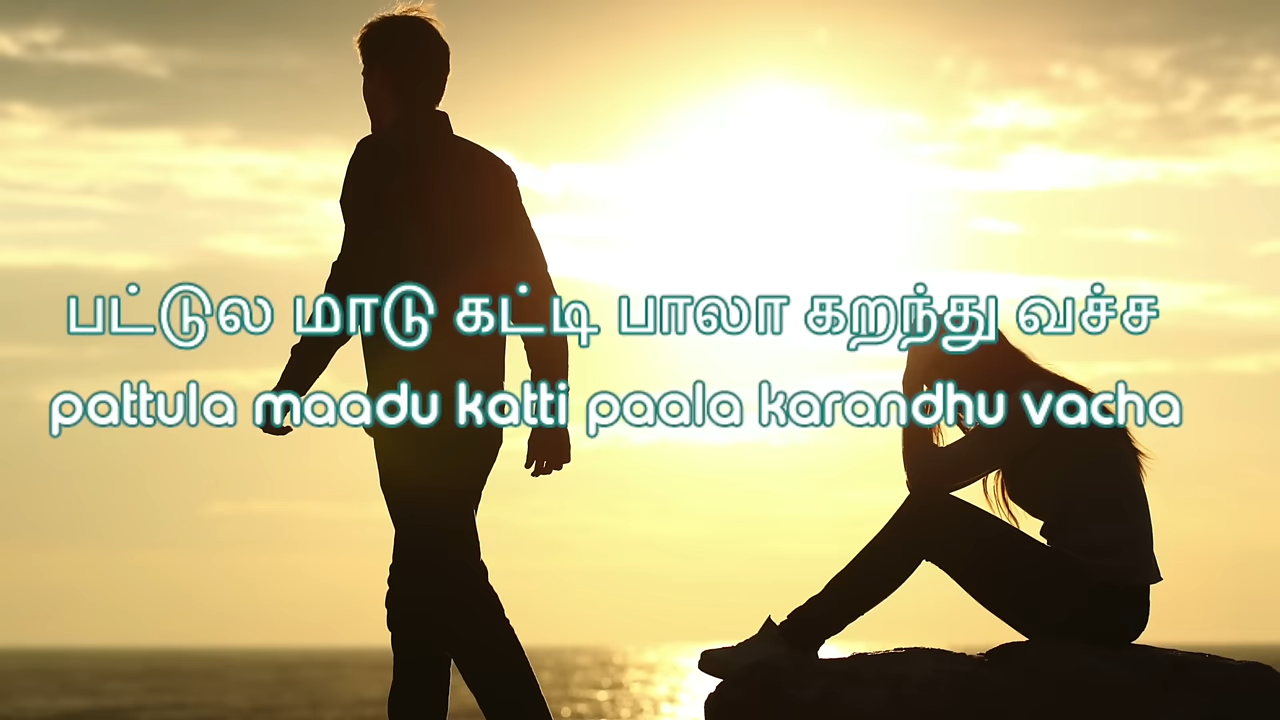 பட்டுல மாடு கட்டி பாலா கறந்து வச்ச
pattula maadu katti paala karandhu vacha